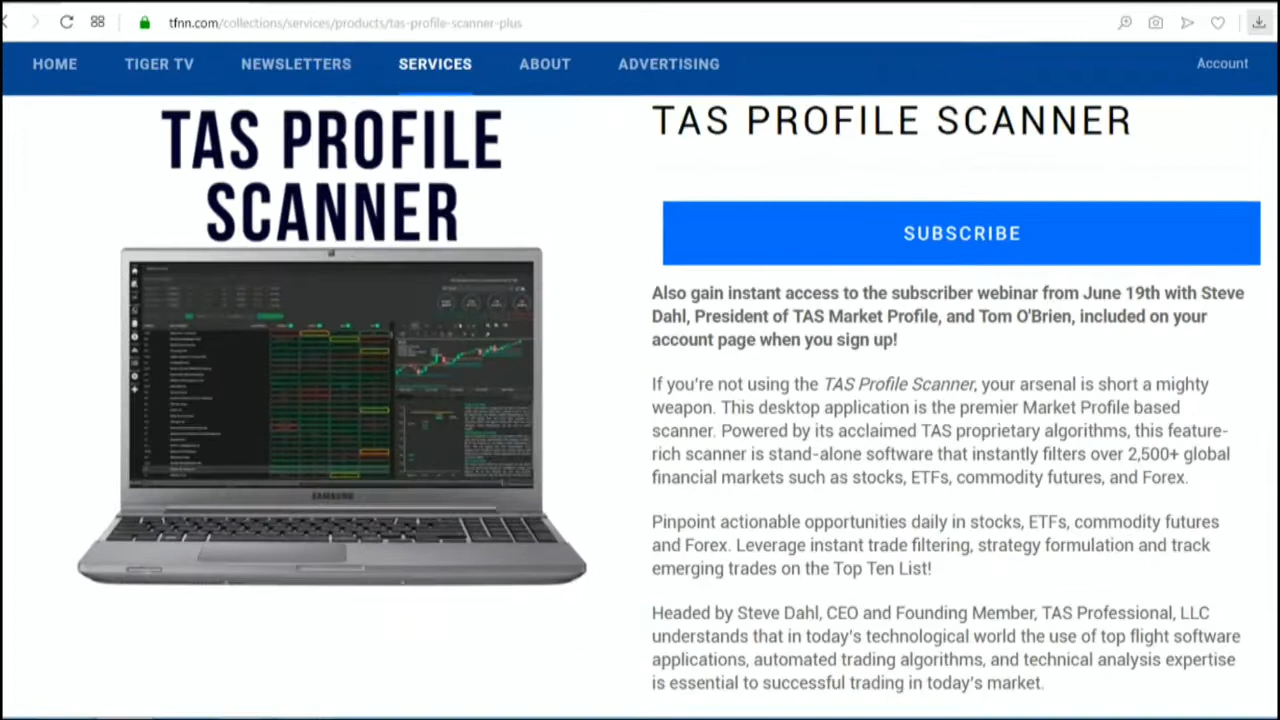 tfnn.com/collections/services/products/tas-profile-scanner-plus
HOME TIGER TV NEWSLETTERS SERVICES ABOUT ADVERTISING Account
TAS PROFILE
SCANNER
SAMSUNG
TAS PROFILE SCANNER
SUBSCRIBE
Also gain instant access to the subscriber webinar from June 19th with Steve
Dahl, President of TAS Market Profile, and Tom O'Brien, included on your
account page when you sign up!
If you're not using the TAS Profile Scanner, your arsenal is short a mighty
weapon. This desktop application is the premier Market Profile based
scanner. Powered by its acclaimed TAS proprietary algorithms, this feature-
rich scanner is stand-alone software that instantly filters over 2,500+ global
financial markets such as stocks, ETFs, commodity futures, and Forex.
Pinpoint actionable opportunities daily in stocks, ETFs, commodity futures
and Forex. Leverage instant trade filtering, strategy formulation and track
emerging trades on the Top Ten List!
Headed by Steve Dahl, CEO and Founding Member, TAS Professional, LLC
understands that in today's technological world the use of top flight software
applications, automated trading algorithms, and technical analysis expertise
is essential to successful trading in today's market.